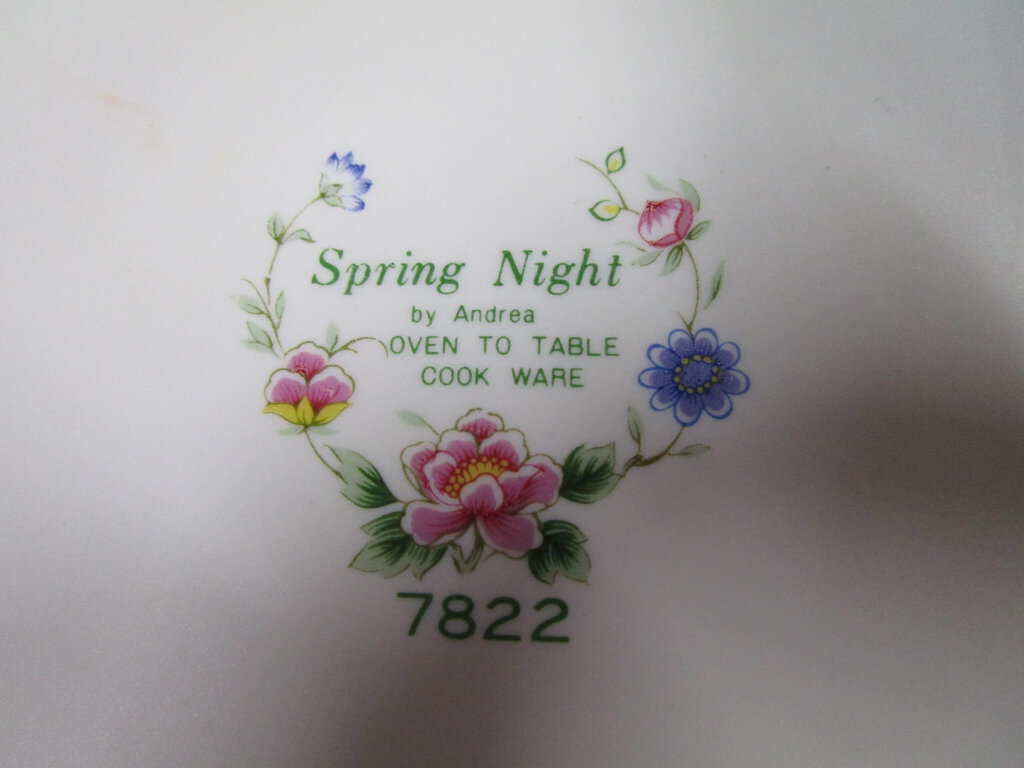 Spring Night
by Andrea
OVEN TO TABLE
COOK WARE
7822